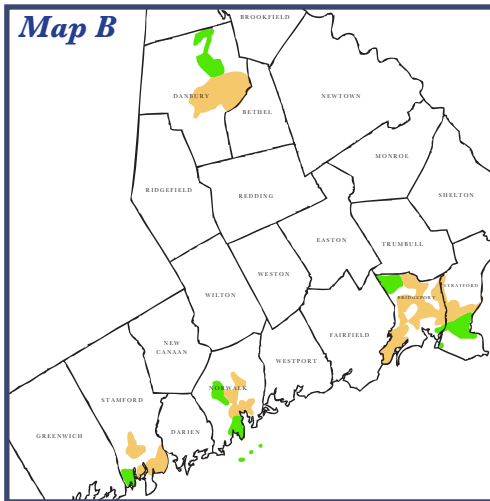 Map B
BROOKFIELD
DANBURY
BETHEL
NEWTOWN
MONROE
RIDGEFIELD
REDDING
SHELTON
EASTON
TRUMBULL
WESTON
STRATFORD
WILTON
BRIDGEPORT
FAIRFIELD
NEW
CANAAN
WESTPORT
NORWALK
STAMFORD
DARIEN
GREENWICH